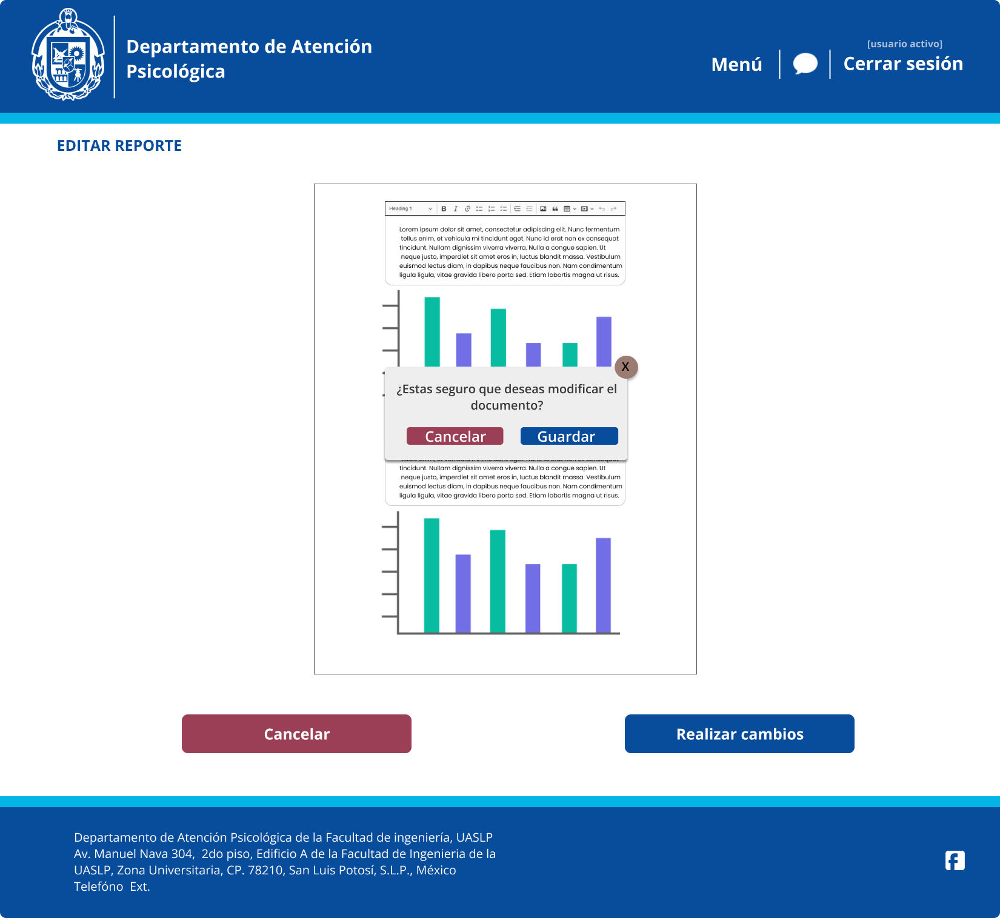 Departamento de Atención
Psicológica
Menú
[usuario activo]
Cerrar sesión
EDITAR REPORTE
Heading 1
B I
Lorem ipsum dolor sit amet, consectetur adipiscing elit. Nunc fermentum
tellus enim, et vehicula mi tincidunt eget. Nunc id erat non ex consequat
tincidunt. Nullam dignissim viverra viverra. Nulla a congue sapien. Ut
neque justo, imperdiet sit amet eros in, luctus blandit massa. Vestibulum
euismod lectus diam, in dapibus neque faucibus non. Nam condimentum
ligula ligula, vitae gravida libero porta sed. Etiam lobortis magna ut risus.
X
¿Estas seguro que deseas modificar el
documento?
Cancelar
Guardar
tincidunt. Nullam dignissim viverra viverra. Nulla a congue sapien. Ut
neque justo, imperdiet sit amet eros in, luctus blandit massa. Vestibulum
euismod lectus diam, in dapibus neque faucibus non. Nam condimentum
ligula ligula, vitae gravida libero porta sed. Etiam lobortis magna ut risus.
Cancelar
Realizar cambios
Departamento de Atención Psicológica de la Facultad de ingeniería, UASLP
Av. Manuel Nava 304,  2do piso, Edificio A de la Facultad de Ingenieria de la
UASLP, Zona Universitaria, CP. 78210, San Luis Potosí, S.L.P., México
Telefóno  Ext.